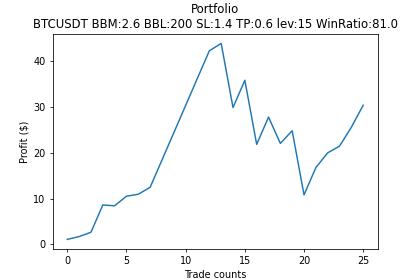 Portfolio
BTCUSDT BBM:2.6 BBL:200 SL:1.4 TP:0.6 lev:15 WinRatio:81.0
40
30
20
10
0
Profit ($)
0 5 10 15 20 25
Trade counts